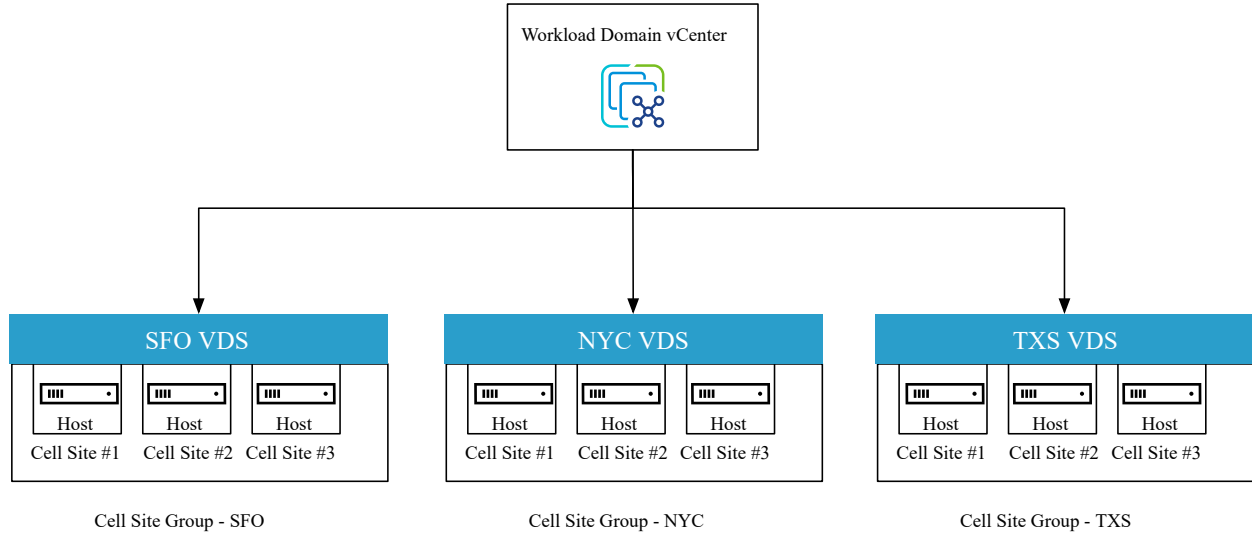 Workload Domain vCenter
SFO VDS
NYC VDS
TXS VDS
Host
Host
Host
Host
Host
Host
Host
Host
Host
Cell Site #1
Cell Site #2
Cell Site #3
Cell Site #1
Cell Site #2
Cell Site #3
Cell Site #1
Cell Site #2
Cell Site #3
Cell Site Group - SFO
Cell Site Group - NYC
Cell Site Group - TXS